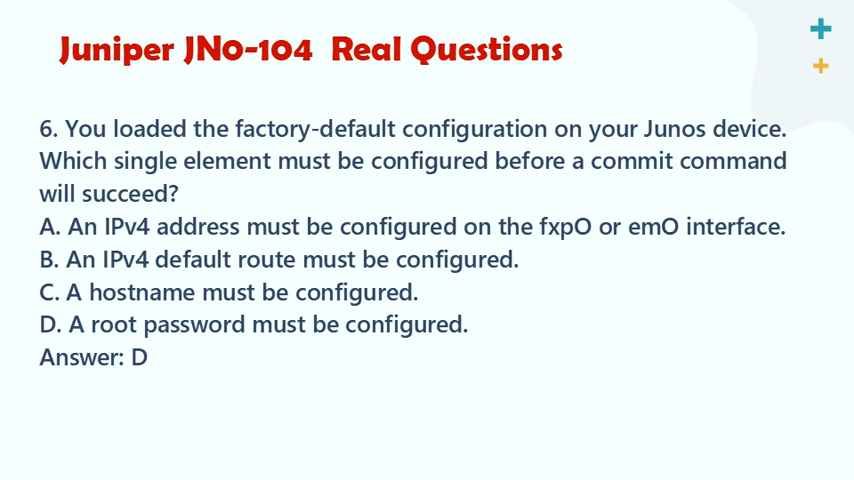 Juniper JN0-104 Real Questions
6. You loaded the factory-default configuration on your Junos device.
Which single element must be configured before a commit command
will succeed?
A. An IPv4 address must be configured on the fxpO or emO interface.
B. An IPv4 default route must be configured.
C. A hostname must be configured.
D. A root password must be configured.
Answer: D